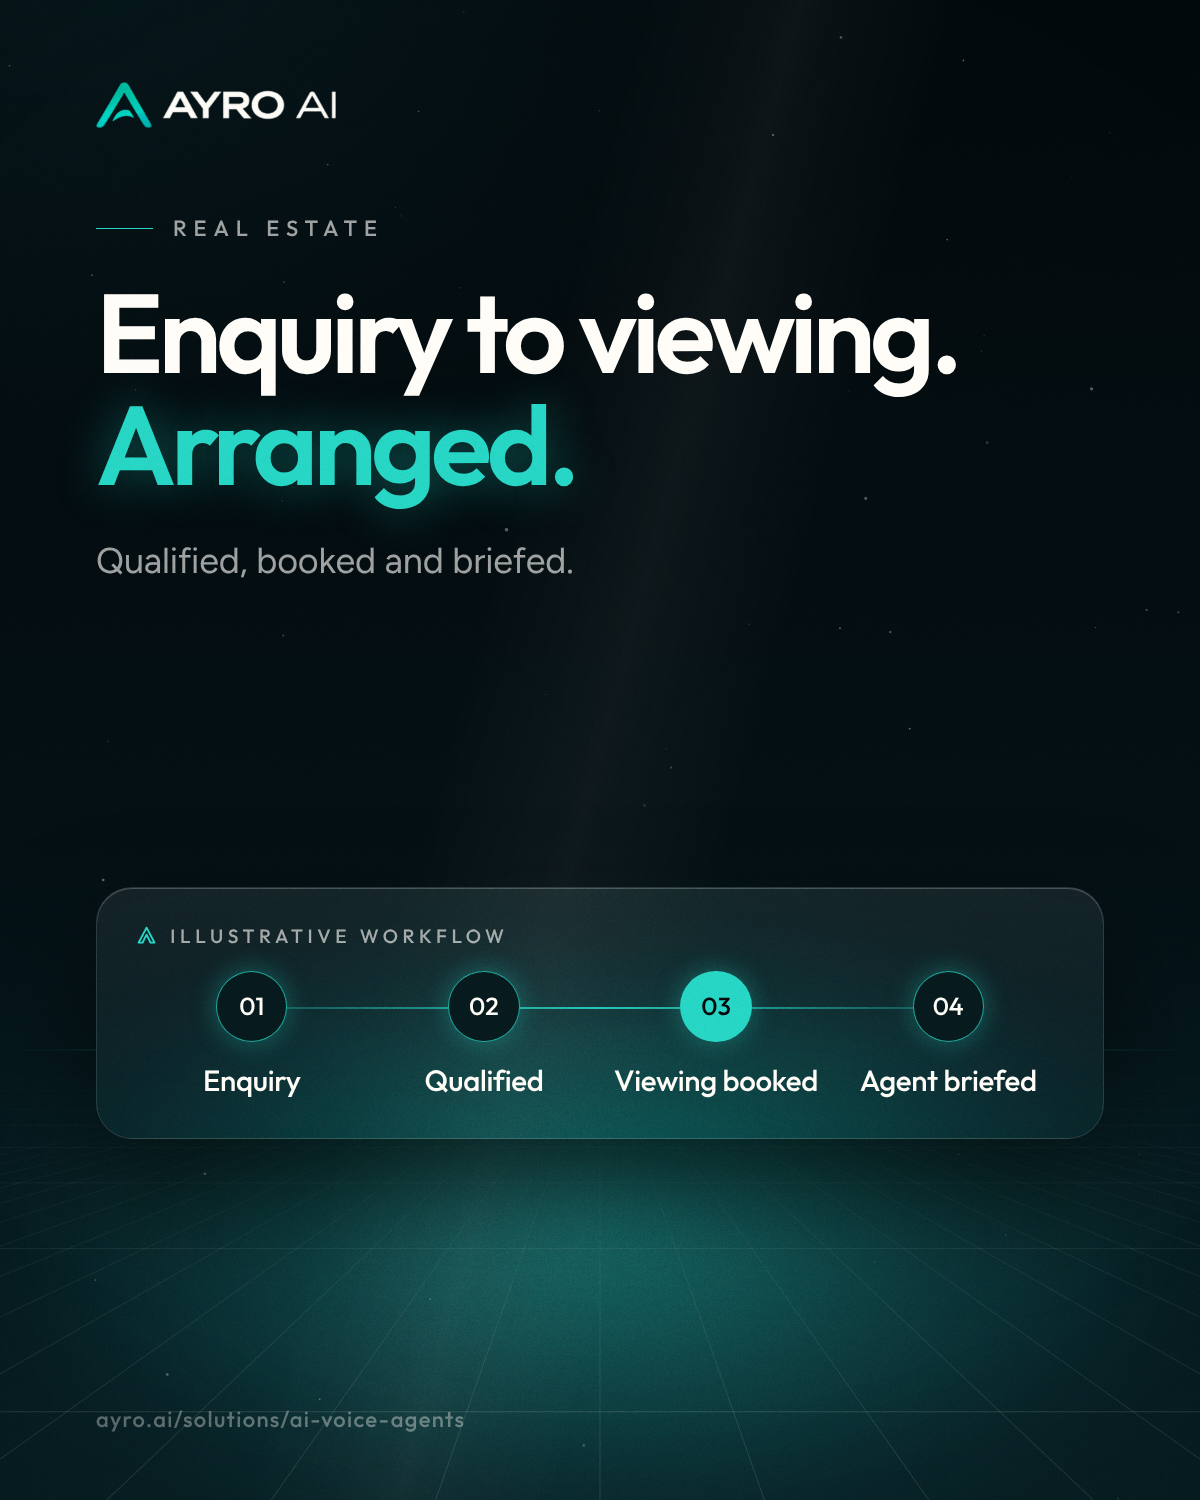 AYRO AI
REAL ESTATE
Enquiry to viewing.
Arranged.
Qualified, booked and briefed.
ILLUSTRATIVE WORKFLOW
01 02 03 04
Enquiry Qualified Viewing booked Agent briefed
ayro.ai/solutions/ai-voice-agents